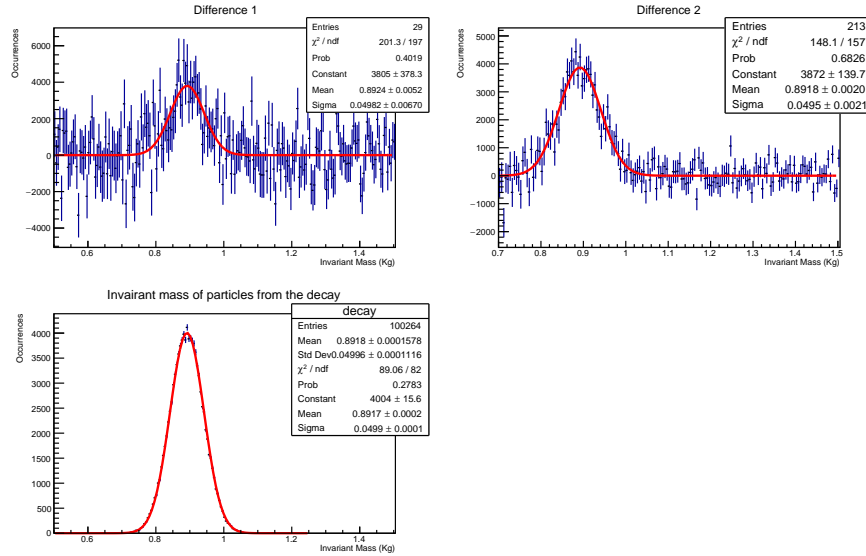 Difference 1
Occurrences
6000
4000
2000
0
−2000
−4000
0.6
0.8
1
1.2
1.4
Invariant Mass (Kg)
Entries 29
χ² / ndf 201.3 / 197
Prob 0.4019
Constant 3805 ± 378.3
Mean 0.8924 ± 0.0052
Sigma 0.04982 ± 0.00670
Difference 2
Occurrences
5000
4000
3000
2000
1000
0
−1000
−2000
0.7
0.8
0.9
1
1.1
1.2
1.3
1.4
1.5
Invariant Mass (Kg)
Entries 213
χ² / ndf 148.1 / 157
Prob 0.6826
Constant 3872 ± 139.7
Mean 0.8918 ± 0.0020
Sigma 0.0495 ± 0.0021
Invairant mass of particles from the decay
Occurrences
4000
3500
3000
2500
2000
1500
1000
500
0
0.6
0.8
1
1.2
1.4
Invariant Mass (Kg)
decay
Entries 100264
Mean 0.8918 ± 0.0001578
Std Dev 0.04996 ± 0.0001116
χ² / ndf 89.06 / 82
Prob 0.2783
Constant 4004 ± 15.6
Mean 0.8917 ± 0.0002
Sigma 0.0499 ± 0.0001